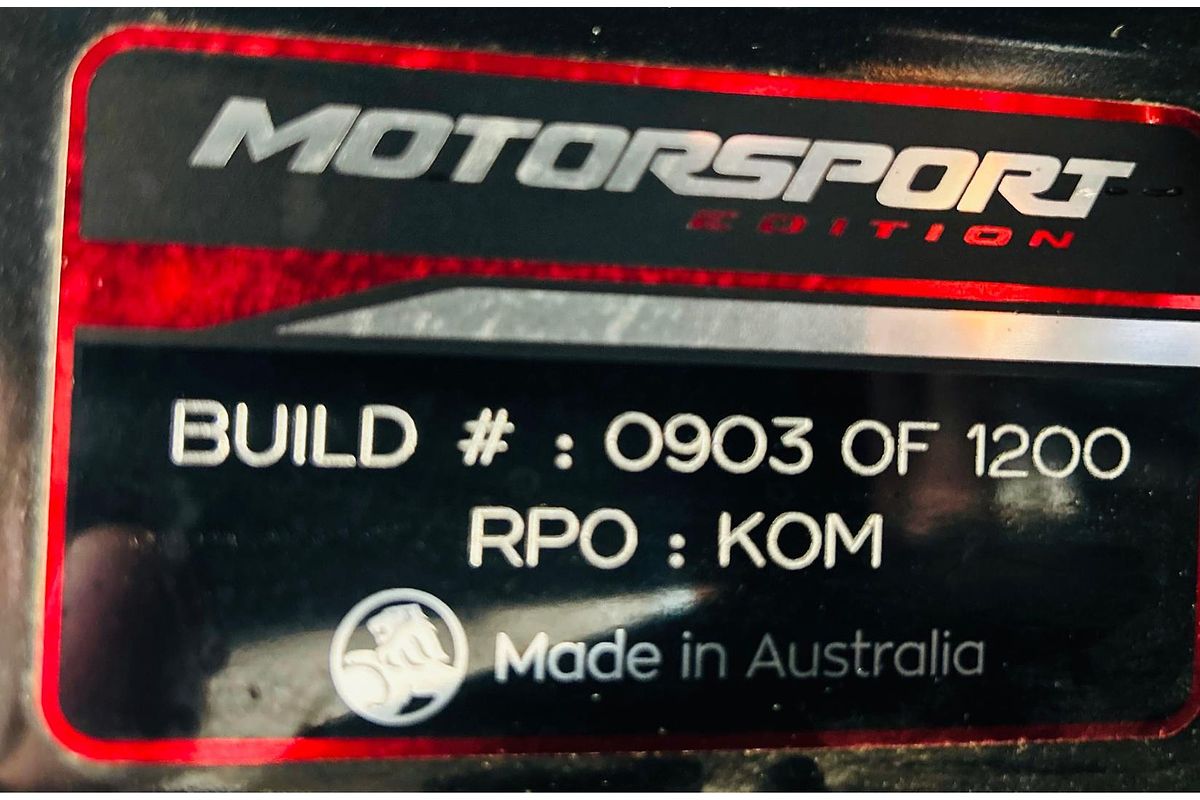 MOTORSPORT
EDITION
BUILD # : 0903 OF 1200
RPO : KOM
Made in Australia